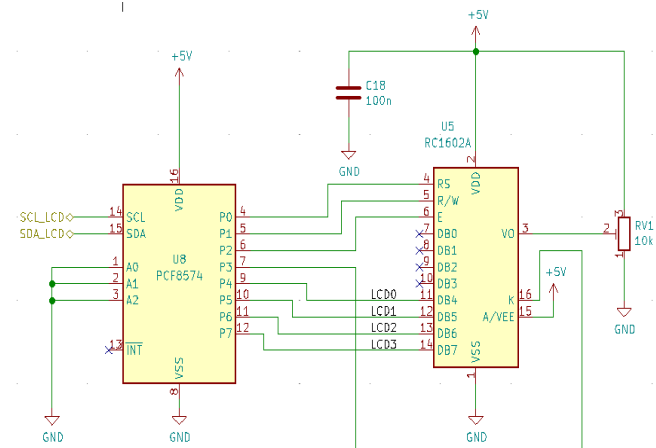 +5V
+5V
C18
100n
GND
U5
RC1602A
2
VDD
16
VDD
4 RS
5 R/W
6 E
7 DB0
8 DB1
9 DB2
10 DB3
LCD0 11 DB4
LCD1 12 DB5
LCD2 13 DB6
LCD3 14 DB7
VO 3
K 16
A/VEE 15
VSS
1
GND
SCL_LCD 14 SCL
SDA_LCD 15 SDA
1 A0
2 A1
3 A2
13 INT
U8
PCF8574
P0 4
P1 5
P2 6
P3 7
P4 9
P5 10
P6 11
P7 12
VSS
8
GND
GND
+5V
3
2
1
RV1
10k
GND